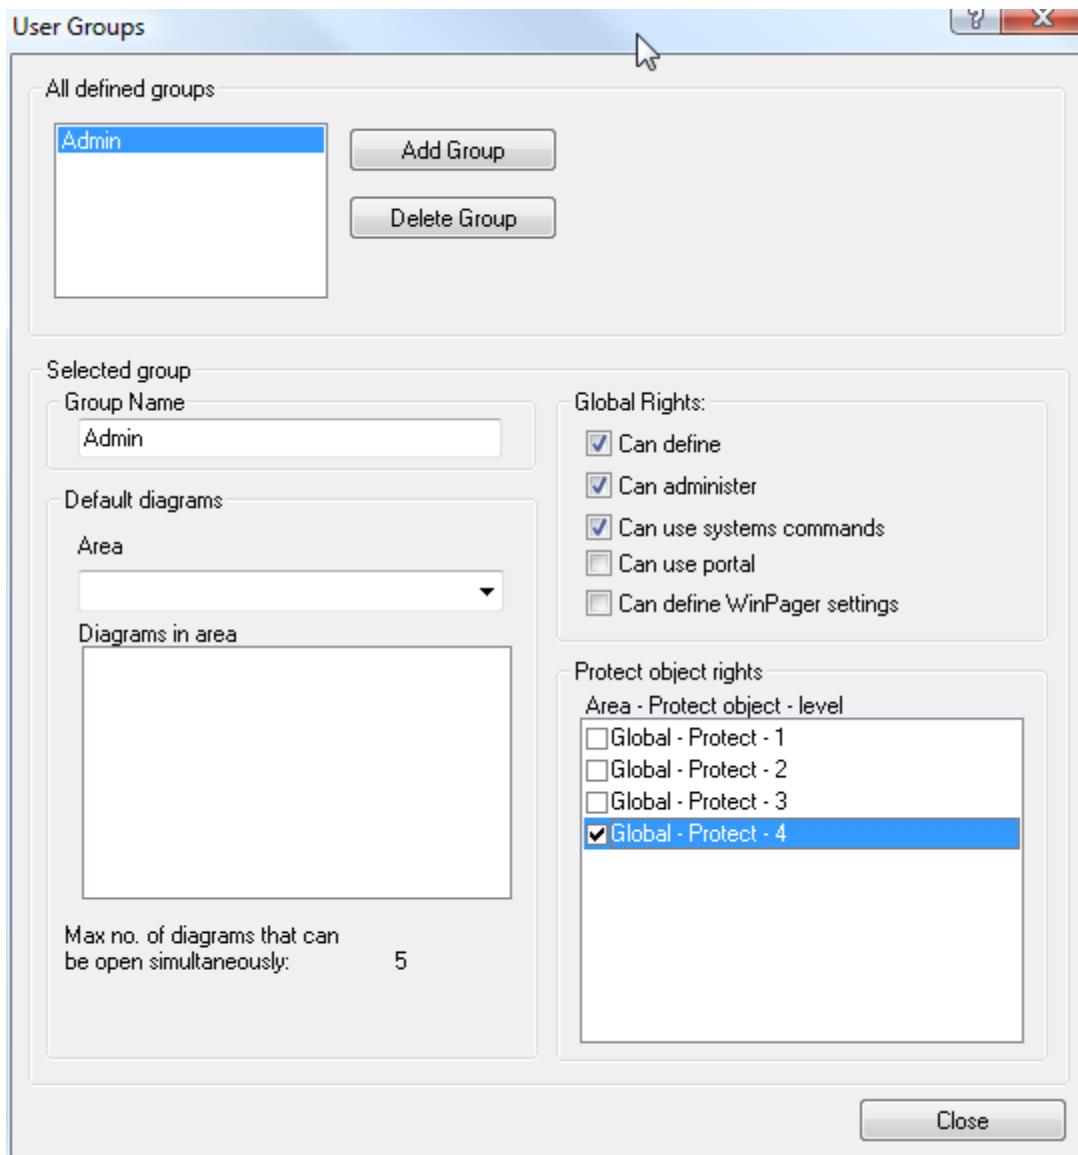 User Groups
All defined groups
Admin
Add Group
Delete Group
Selected group
Group Name
Admin
Default diagrams
Area
Diagrams in area
Max no. of diagrams that can
be open simultaneously: 5
Global Rights:
Can define
Can administer
Can use systems commands
Can use portal
Can define WinPager settings
Protect object rights
Area - Protect object - level
Global - Protect - 1
Global - Protect - 2
Global - Protect - 3
Global - Protect - 4
Close